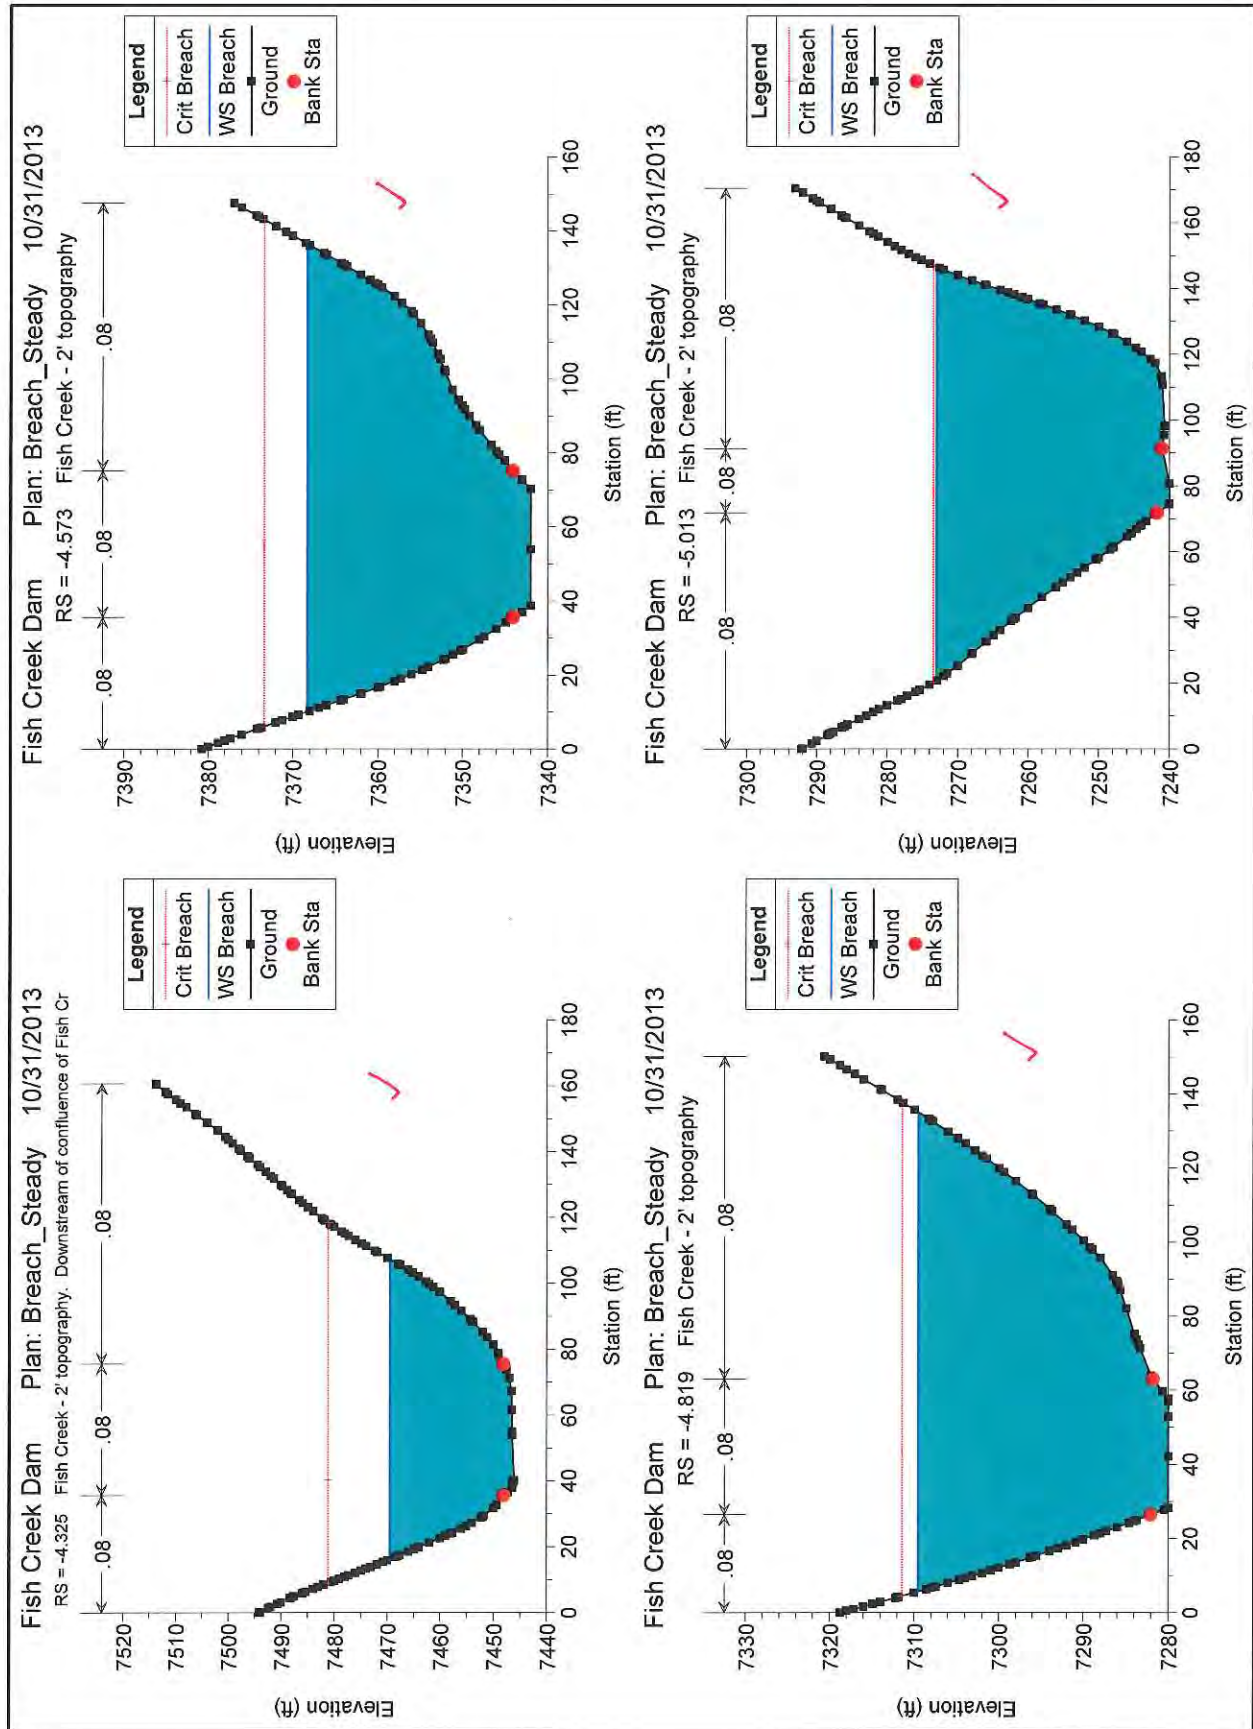 Fish Creek Dam Plan: Breach_Steady 10/31/2013
RS = -4.325 Fish Creek - 2' topography. Downstream of confluence of Fish Cr
.08
.08
.08
Elevation (ft)
7520
7510
7500
7490
7480
7470
7460
7450
7440
0
20
40
60
80
100
120
140
160
180
Station (ft)
Legend
Crit Breach
WS Breach
Ground
Bank Sta
Fish Creek Dam Plan: Breach_Steady 10/31/2013
RS = -4.573 Fish Creek - 2' topography
.08
.08
.08
Elevation (ft)
7390
7380
7370
7360
7350
7340
0
20
40
60
80
100
120
140
160
Station (ft)
Legend
Crit Breach
WS Breach
Ground
Bank Sta
Fish Creek Dam Plan: Breach_Steady 10/31/2013
RS = -4.819 Fish Creek - 2' topography
.08
.08
.08
Elevation (ft)
7330
7320
7310
7300
7290
7280
0
20
40
60
80
100
120
140
160
Station (ft)
Legend
Crit Breach
WS Breach
Ground
Bank Sta
Fish Creek Dam Plan: Breach_Steady 10/31/2013
RS = -5.013 Fish Creek - 2' topography
.08
.08
.08
Elevation (ft)
7300
7290
7280
7270
7260
7250
7240
0
20
40
60
80
100
120
140
160
180
Station (ft)
Legend
Crit Breach
WS Breach
Ground
Bank Sta